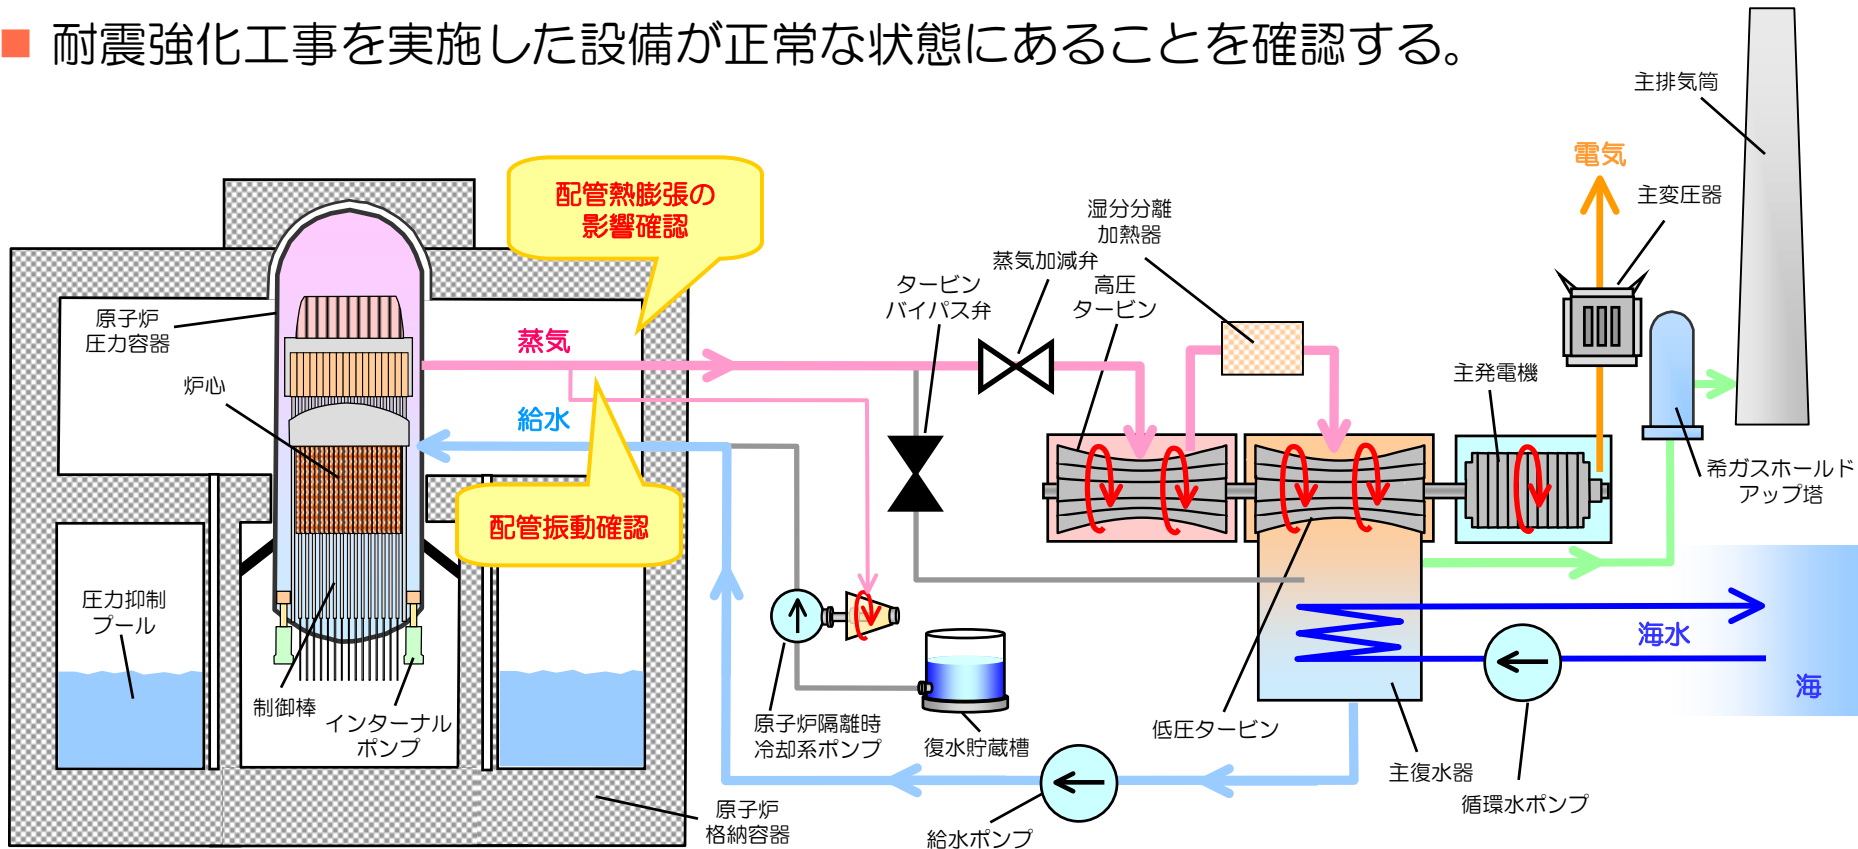 耐震強化工事を実施した設備が正常な状態にあることを確認する。
主排気筒
電気
主変圧器
配管熱膨張の
影響確認
湿分分離
加熱器
蒸気加減弁
タービン
バイパス弁
高圧
タービン
原子炉
圧力容器
蒸気
炉心
主発電機
給水
希ガスホールド
アップ塔
配管振動確認
圧力抑制
プール
海水
海
制御棒
インターナル
ポンプ
原子炉隔離時
冷却系ポンプ
復水貯蔵槽
低圧タービン
主復水器
循環水ポンプ
原子炉
格納容器
給水ポンプ